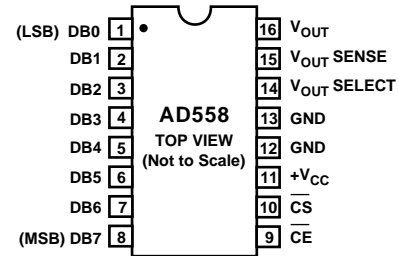 (LSB) DB0 1 16 VOUT
DB1 2 15 VOUT SENSE
DB2 3 14 VOUT SELECT
DB3 4 13 GND
DB4 5 12 GND
DB5 6 11 +VCC
DB6 7 10 C̅S̅
(MSB) DB7 8 9 C̅E̅
AD558
TOP VIEW
(Not to Scale)